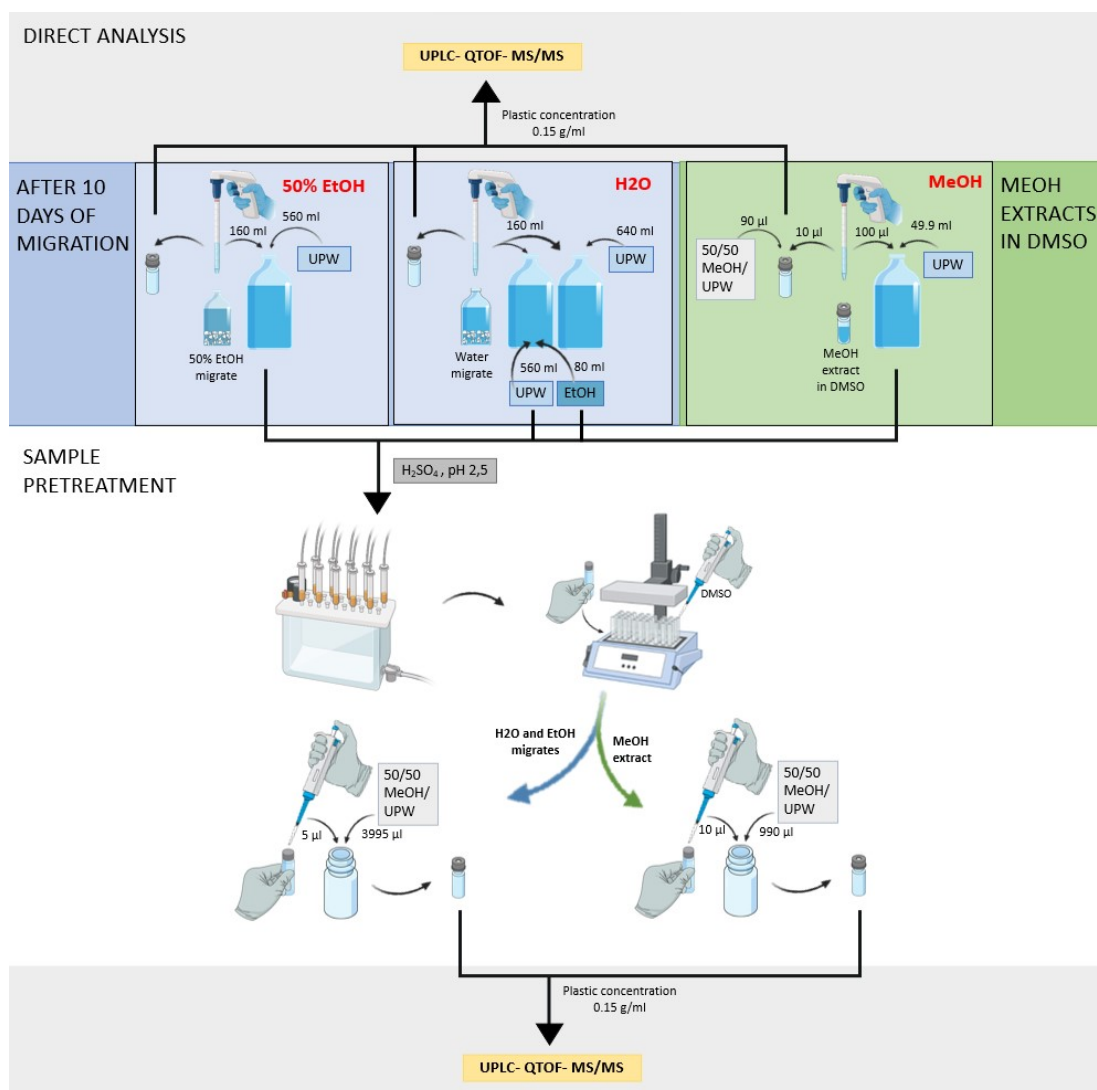 DIRECT ANALYSIS
UPLC- QTOF- MS/MS
Plastic concentration
0.15 g/ml
AFTER 10
DAYS OF
MIGRATION
50% EtOH
160 ml
560 ml
UPW
50% EtOH
migrate
H2O
160 ml
640 ml
UPW
Water
migrate
560 ml
80 ml
UPW
EtOH
MeOH
90 µl
10 µl
100 µl
49.9 ml
50/50
MeOH/
UPW
UPW
MeOH
extract
in DMSO
MEOH
EXTRACTS
IN DMSO
SAMPLE
PRETREATMENT
H₂SO₄ , pH 2,5
DMSO
H2O and EtOH
migrates
MeOH
extract
50/50
MeOH/
UPW
5 µl
3995 µl
50/50
MeOH/
UPW
10 µl
990 µl
Plastic concentration
0.15 g/ml
UPLC- QTOF- MS/MS